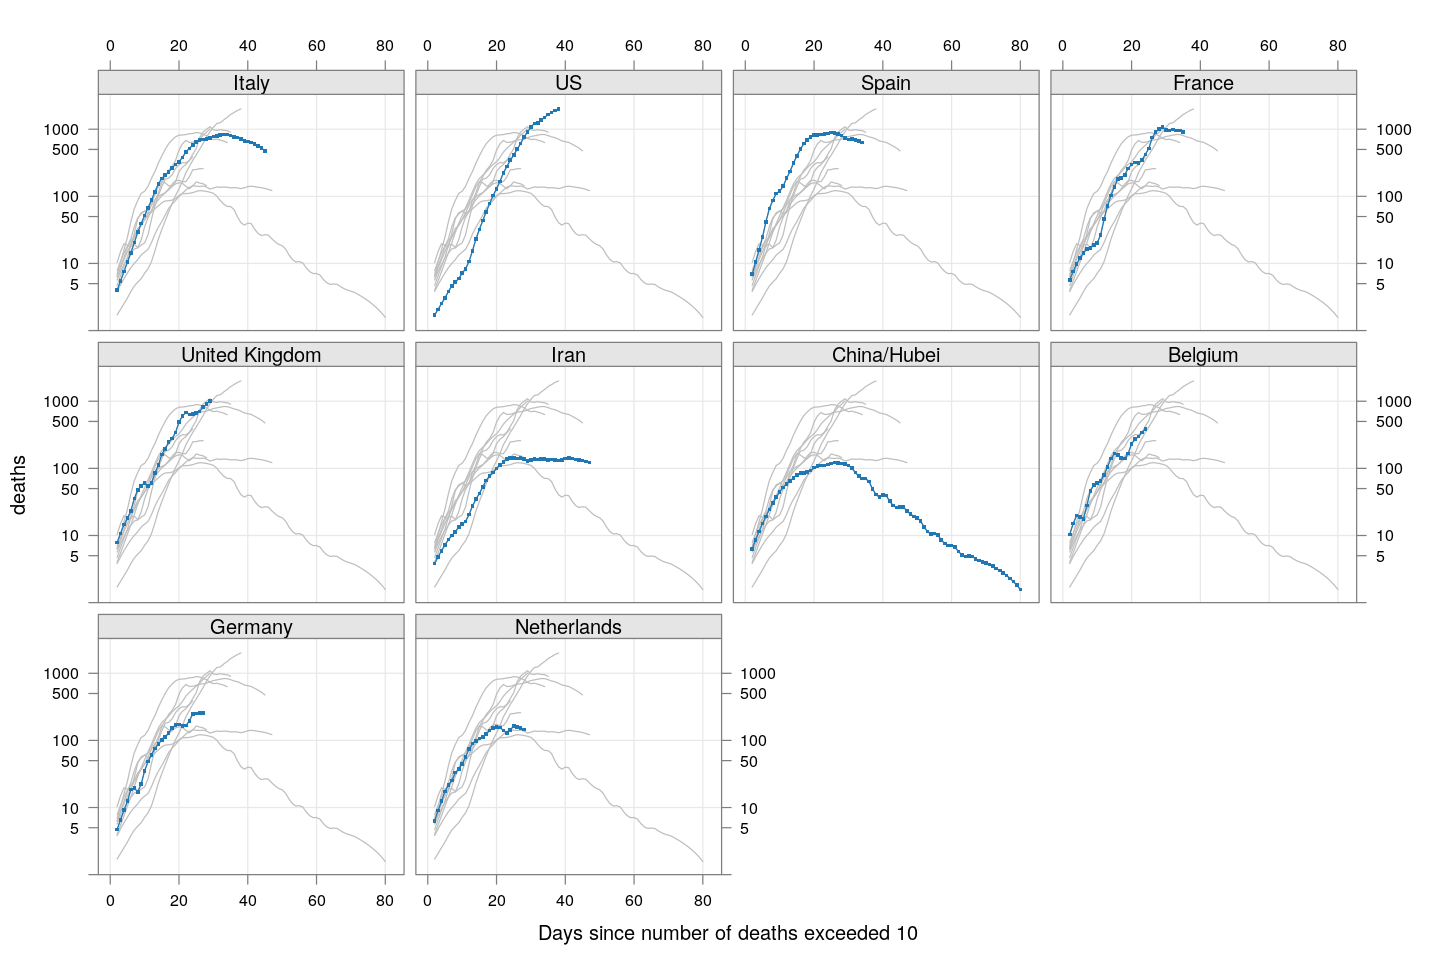 0 20 40 60 80 0 20 40 60 80 0 20 40 60 80 0 20 40 60 80
Italy US Spain France
1000 1000
500 500
100 100
50 50
10 10
5 5
United Kingdom Iran China/Hubei Belgium
1000 1000
500 500
100 100
50 50
10 10
5 5
deaths
Germany Netherlands
1000 1000
500 500
100 100
50 50
10 10
5 5
0 20 40 60 80 0 20 40 60 80
Days since number of deaths exceeded 10